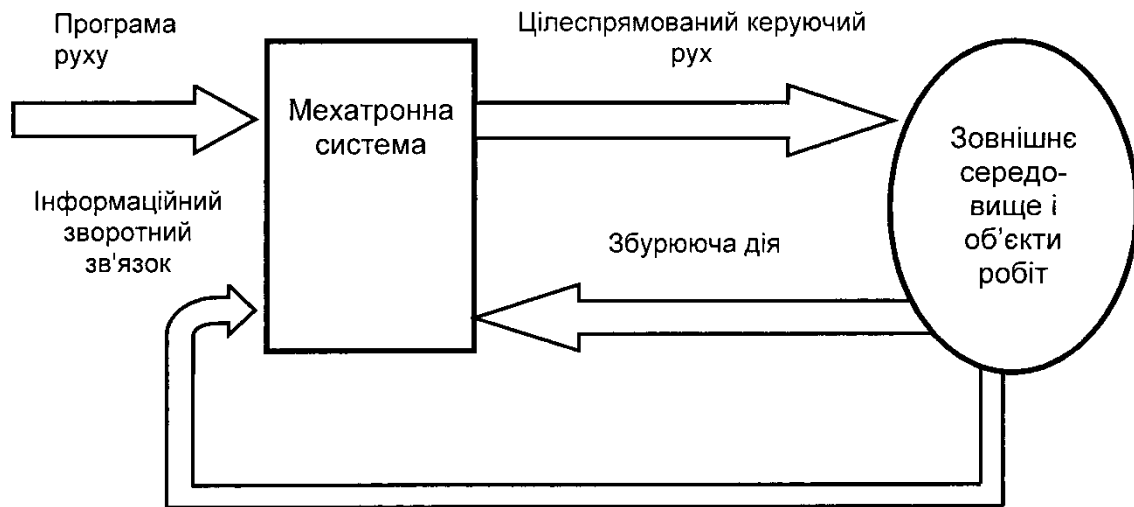 Програма
руху
Мехатронна
система
Цілеспрямований керуючий
рух
Зовнішнє
середо-
вище і
об'єкти
робіт
Інформаційний
зворотний
зв'язок
Збурююча дія